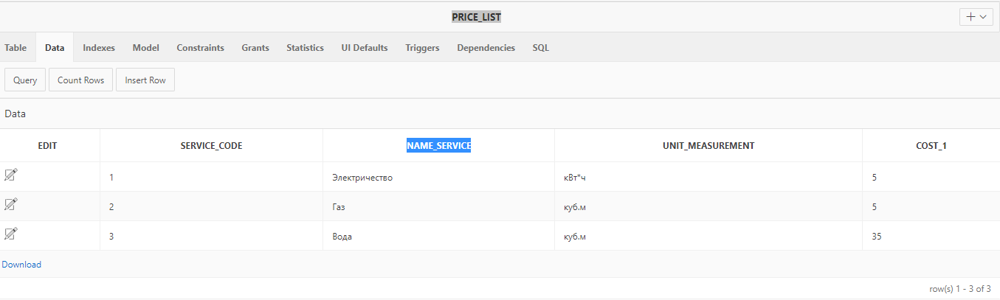 PRICE_LIST
Table Data Indexes Model Constraints Grants Statistics UI Defaults Triggers Dependencies SQL
Query Count Rows Insert Row
Data
EDIT SERVICE_CODE NAME_SERVICE UNIT_MEASUREMENT COST_1
1 Электричество кВт*ч 5
2 Газ куб.м 5
3 Вода куб.м 35
Download
row(s) 1 - 3 of 3